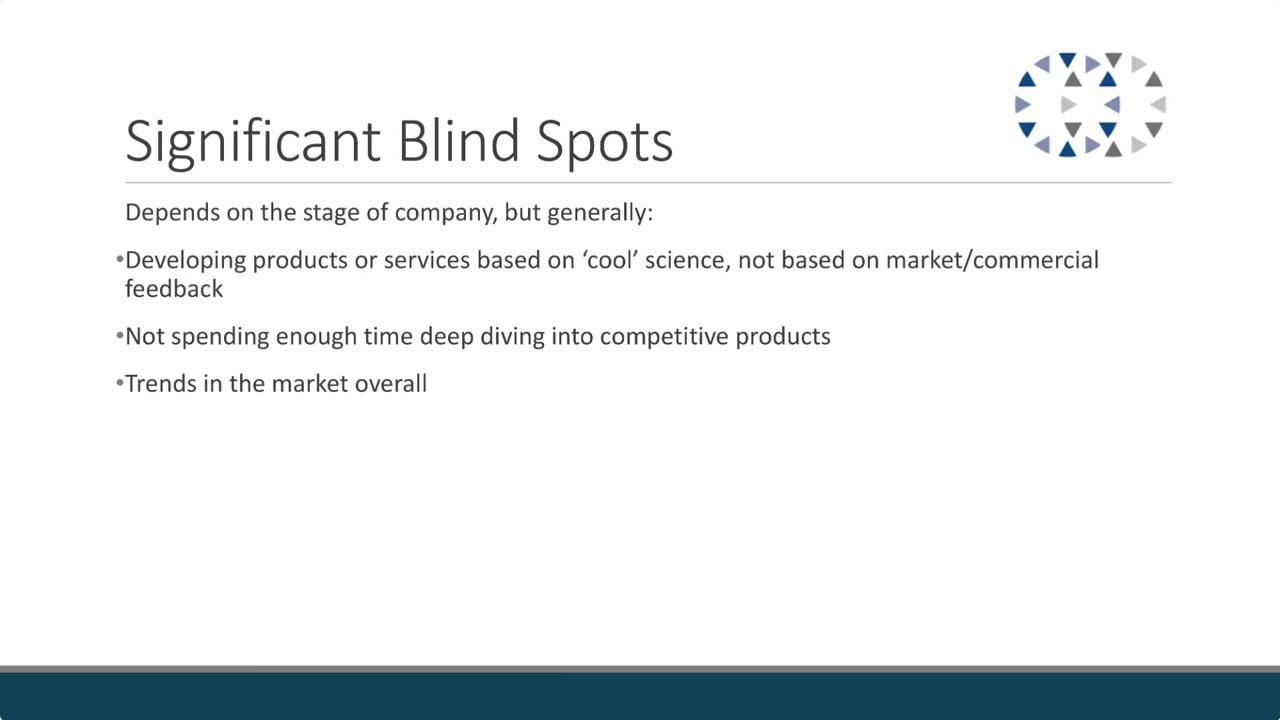 Significant Blind Spots
Depends on the stage of company, but generally:
•Developing products or services based on ‘cool’ science, not based on market/commercial
feedback
•Not spending enough time deep diving into competitive products
•Trends in the market overall